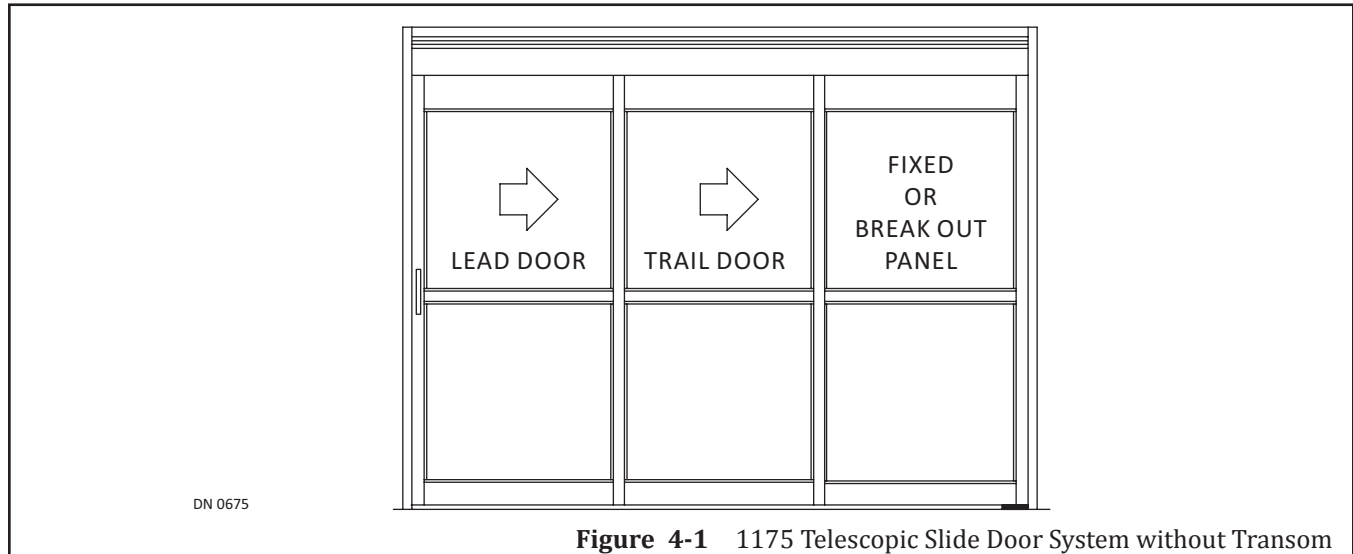 LEAD DOOR
TRAIL DOOR
FIXED
OR
BREAK OUT
PANEL
DN 0675
Figure 4-1 1175 Telescopic Slide Door System without Transom